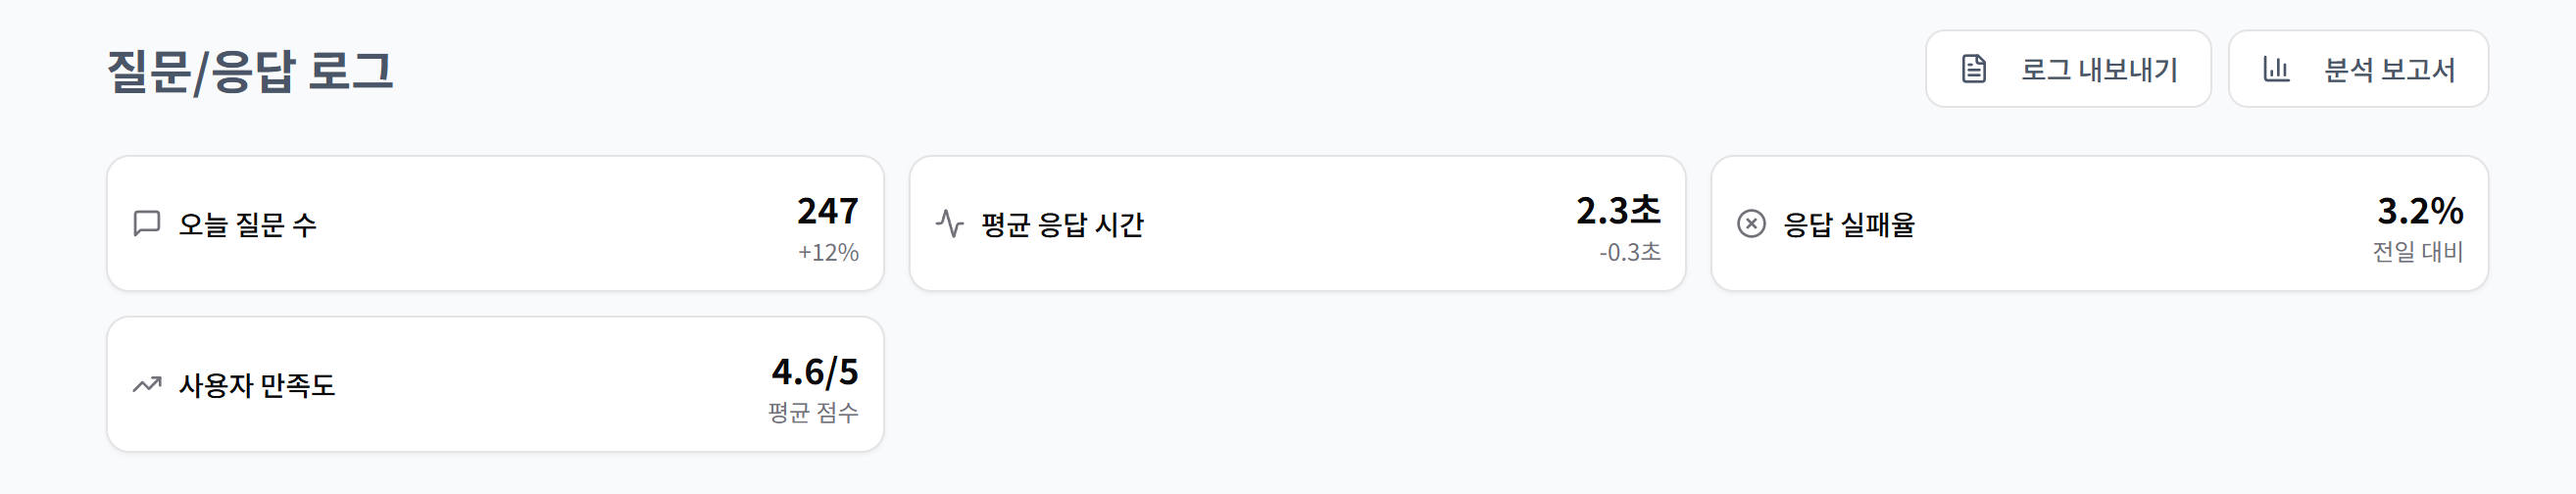 질문/응답 로그
로그 내보내기
분석 보고서
오늘 질문 수
247
+12%
평균 응답 시간
2.3초
-0.3초
응답 실패율
3.2%
전일 대비
사용자 만족도
4.6/5
평균 점수